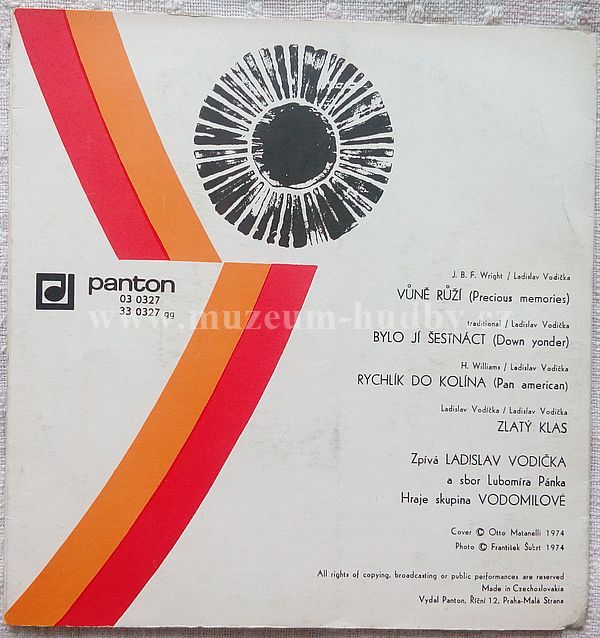 panton
03 0327
33 0327 gg
www.muzeum-hudby.cz
J. B. F. Wright / Ladislav Vodička
VŮNĚ RŮŽÍ (Precious memories)
traditional / Ladislav Vodička
BYLO JÍ ŠESTNÁCT (Down yonder)
H. Williams / Ladislav Vodička
RYCHLÍK DO KOLÍNA (Pan american)
Ladislav Vodička / Ladislav Vodička
ZLATÝ KLAS
Zpívá LADISLAV VODIČKA
a sbor Lubomíra Pánka
Hraje skupina VODOMILOVÉ
Cover © Otto Matanelli 1974
Photo © František Šubrt 1974
All rights of copying, broadcasting or public performances are reserved
Made in Czechoslovakia
Vydal Panton, Říční 12, Praha-Malá Strana